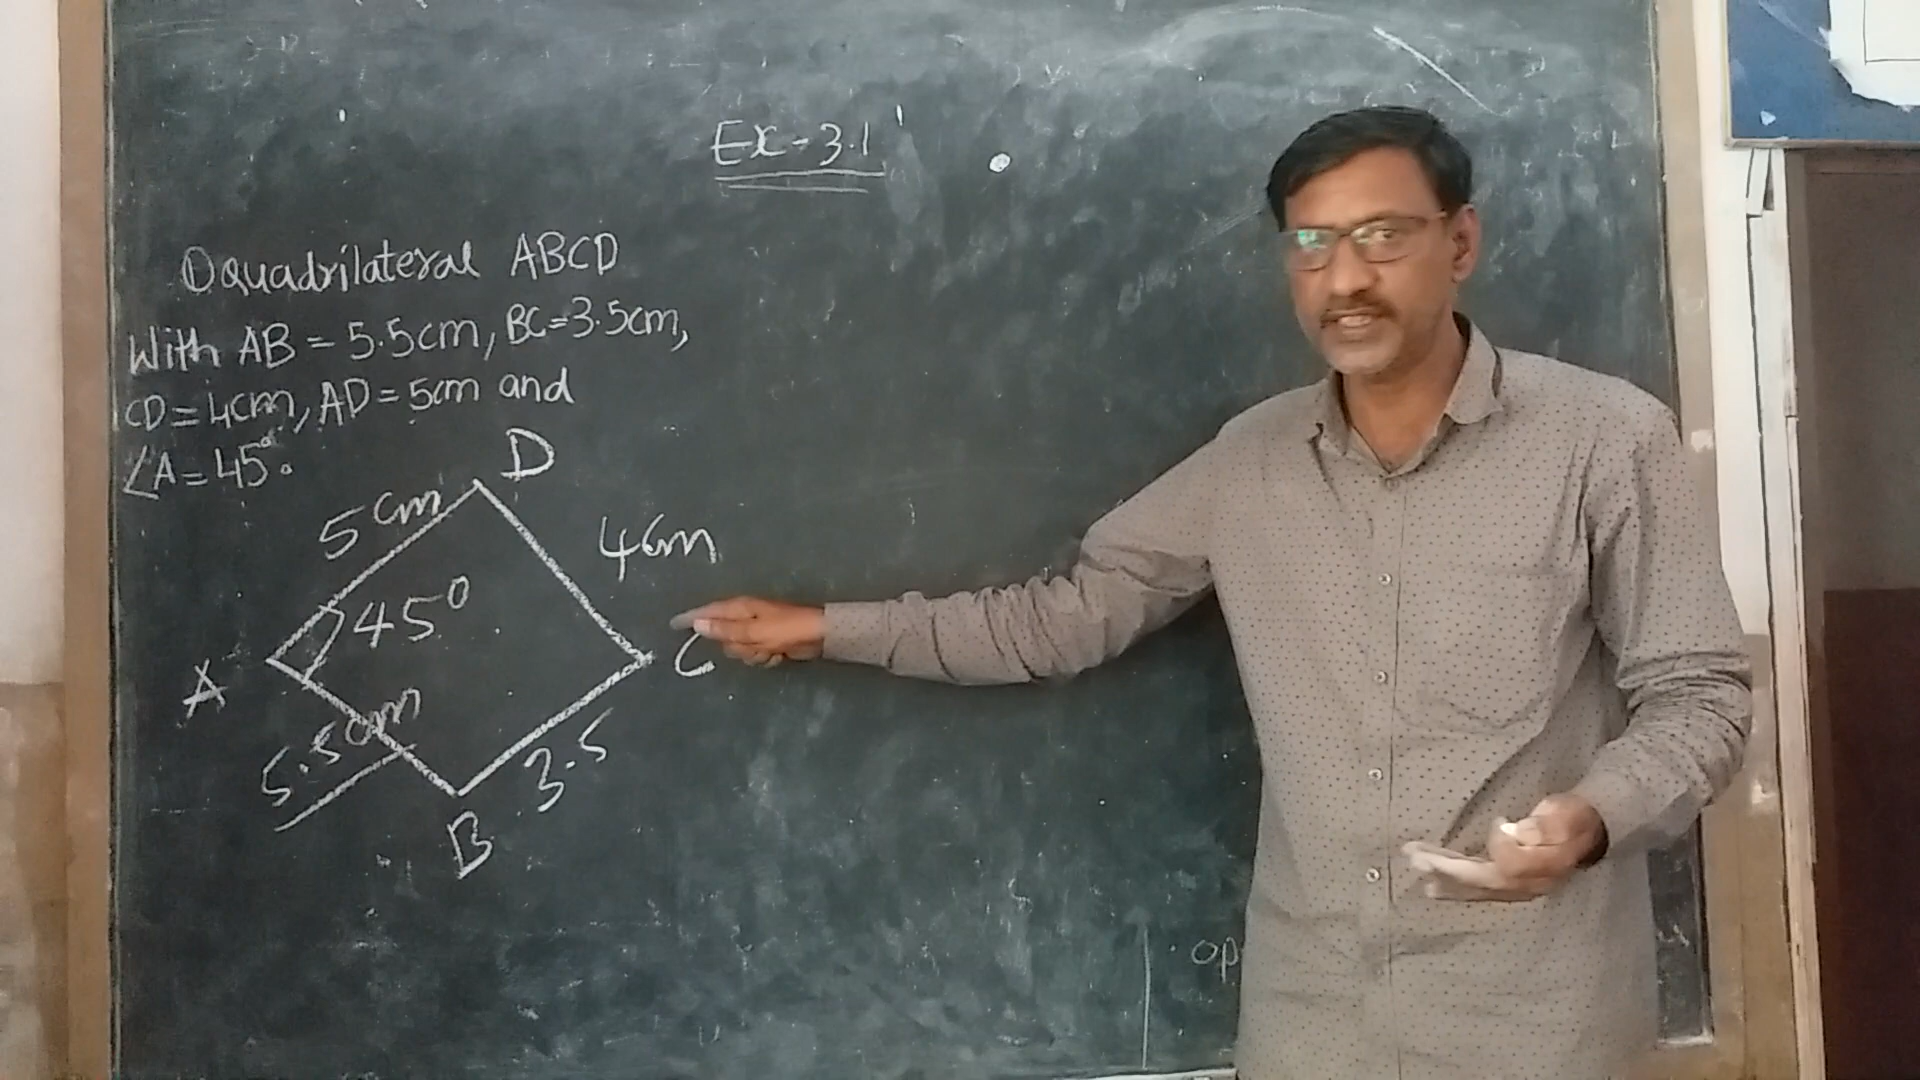 Ex-3.1
① quadrilateral ABCD
With AB = 5.5cm, BC=3.5cm,
CD=4cm, AD=5cm and
∠A=45°.
D
5cm
4cm
45°
A
C
5.5cm
3.5
B
op